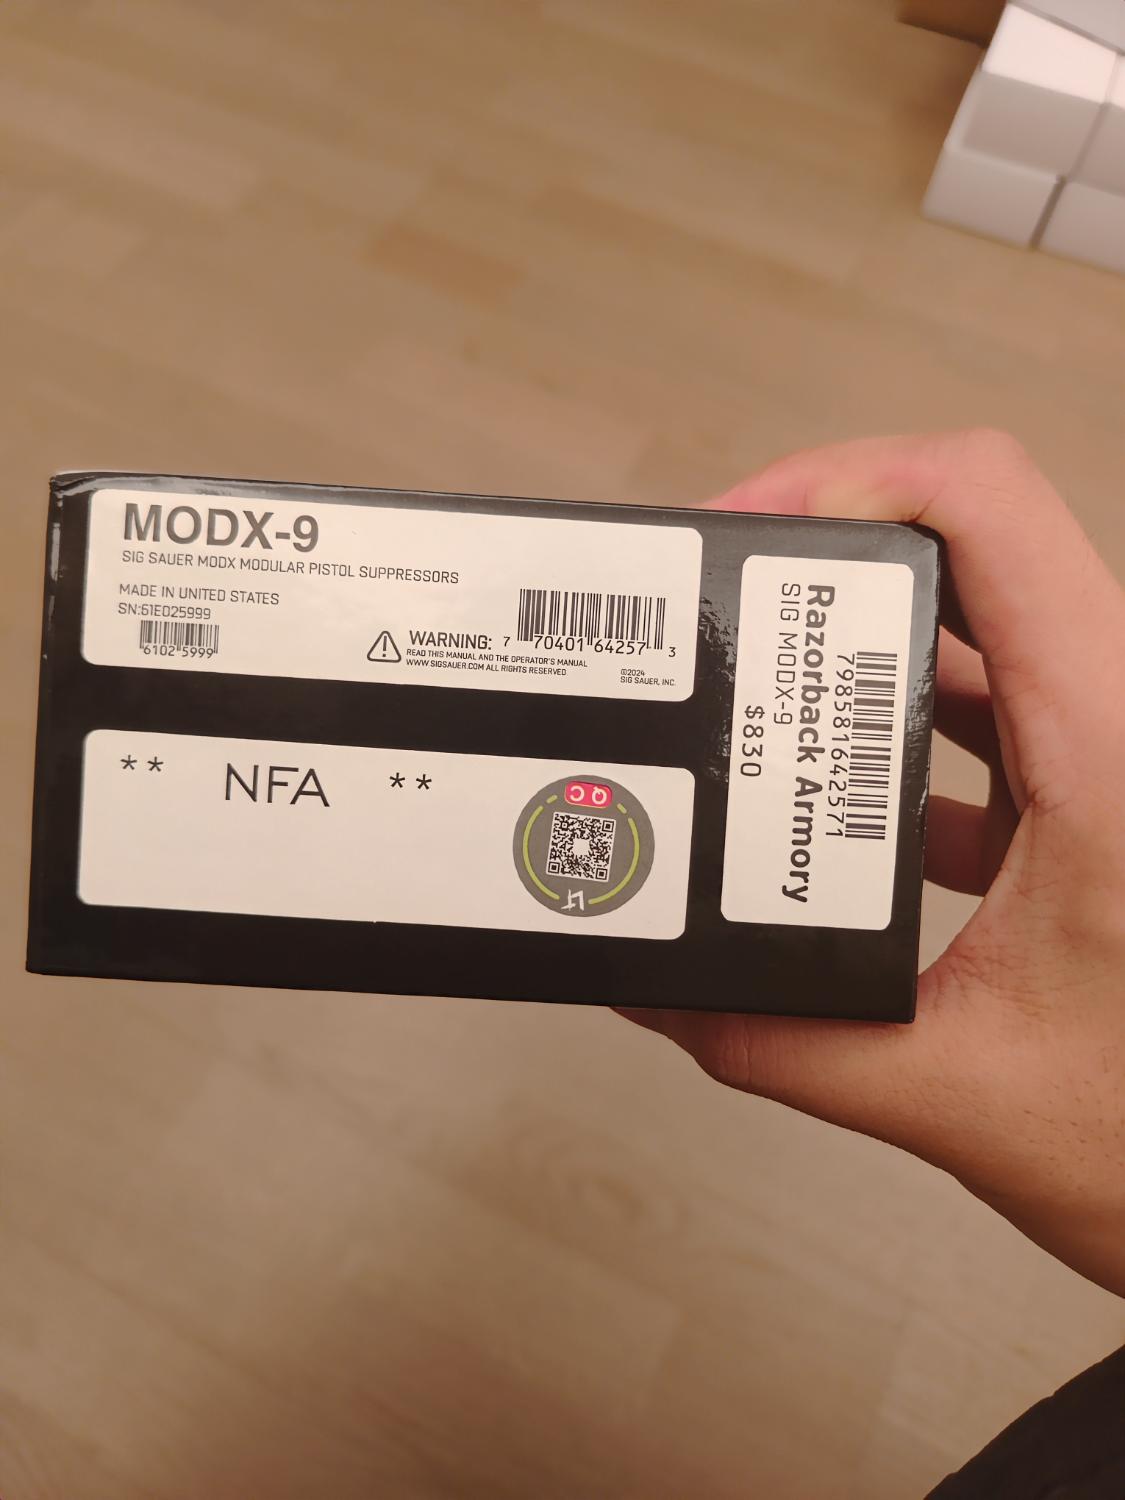 MODX-9
SIG SAUER MODX MODULAR PISTOL SUPPRESSORS
MADE IN UNITED STATES
SN:61E025999
6102 5999
WARNING:
READ THIS MANUAL AND THE OPERATOR'S MANUAL
WWW.SIGSAUER.COM ALL RIGHTS RESERVED
7 70401 64257 3
©2024
SIG SAUER, INC.
** NFA **
QC
LT
798581642571
Razorback Armory
SIG MODX-9
$830